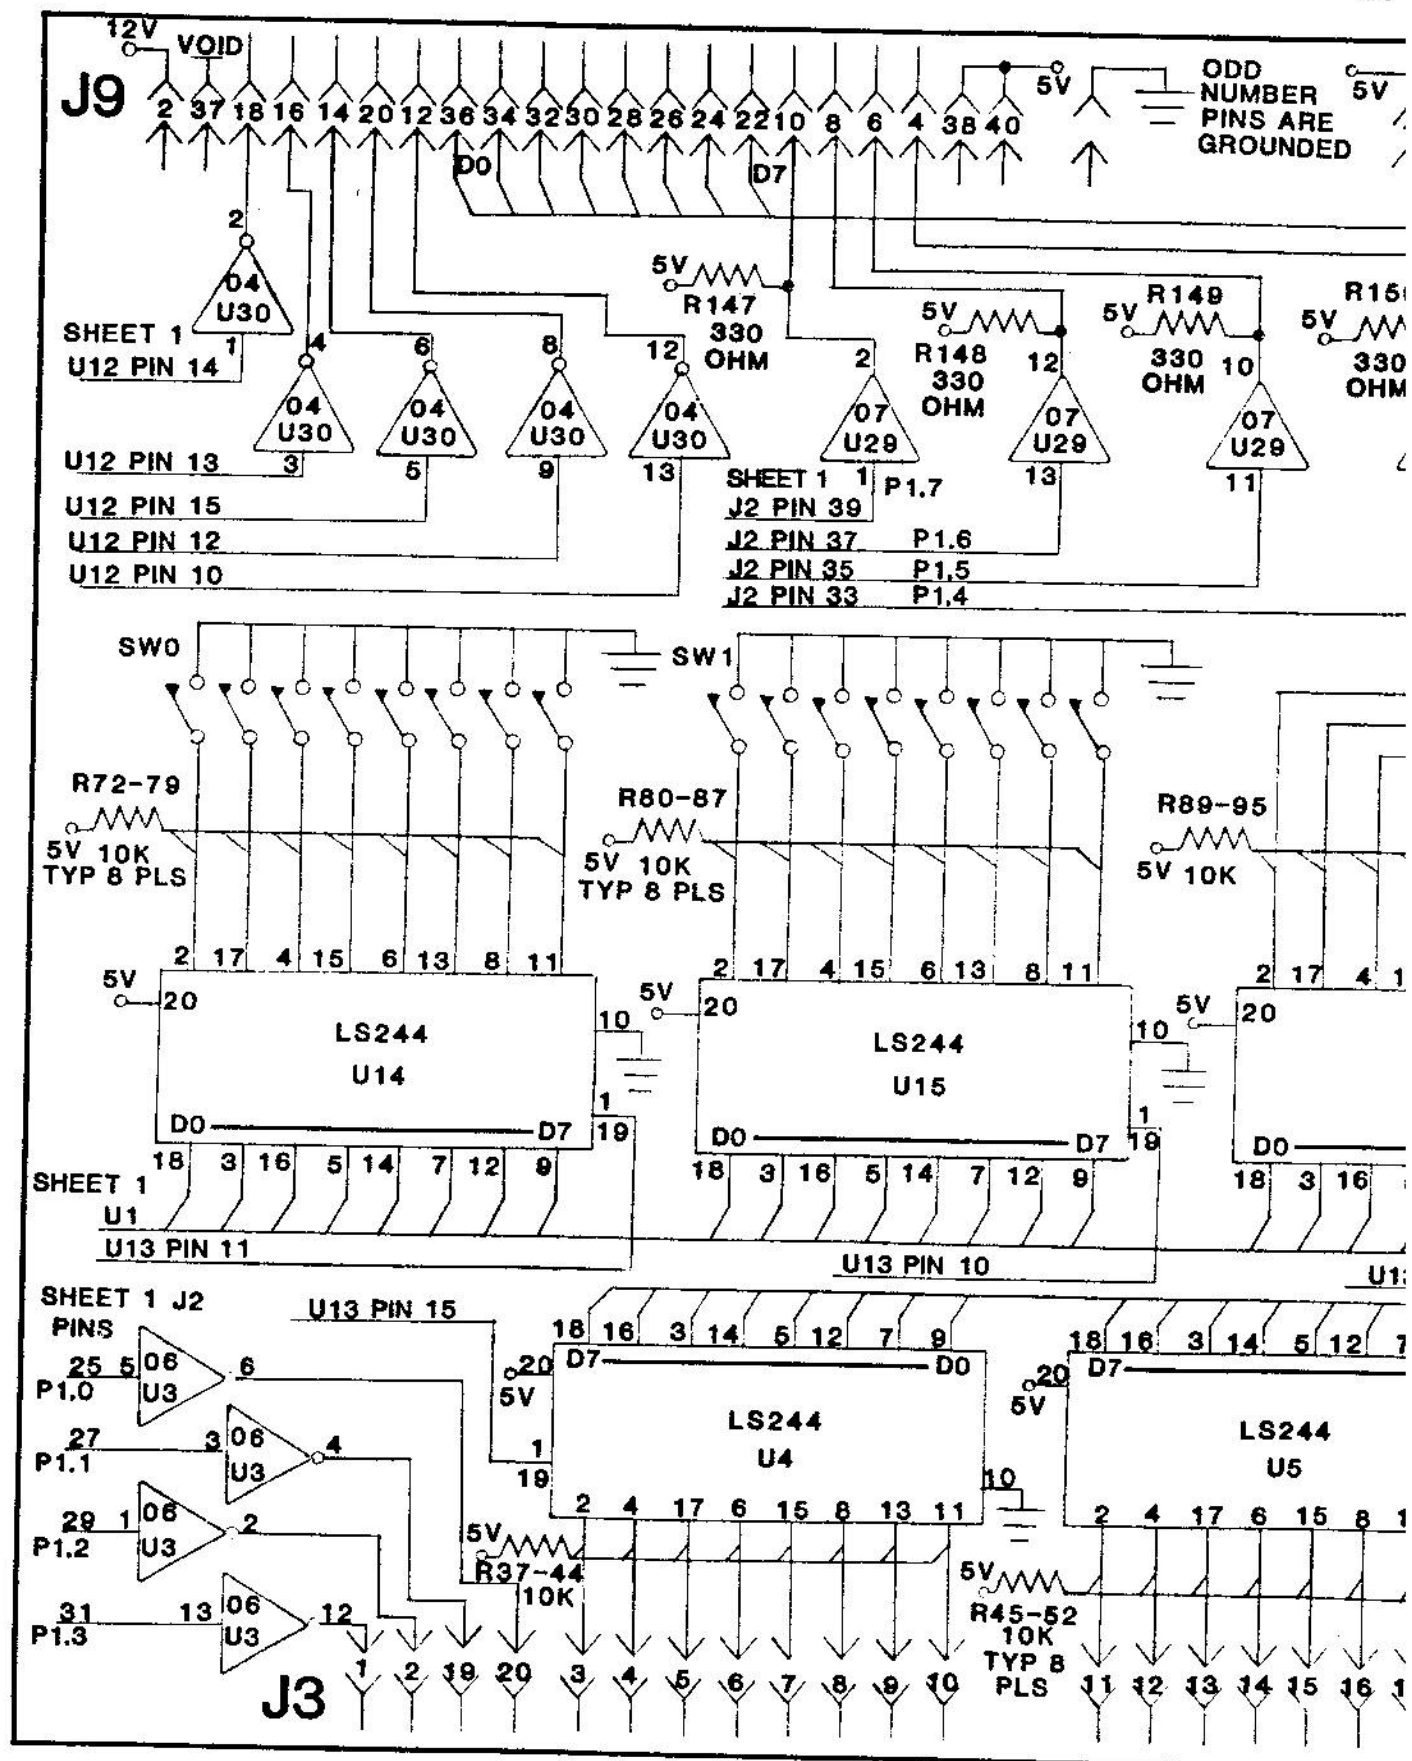 12V VOID
J9
2 37 18 16 14 20 12 36 34 32 30 28 26 24 22 10 8 6 4 38 40
5V
ODD
NUMBER
PINS ARE
GROUNDED
5V
D0 D7
2
04
U30
1
SHEET 1
U12 PIN 14
4
04
U30
3
6
04
U30
5
8
04
U30
9
12
04
U30
13
U12 PIN 13
U12 PIN 15
U12 PIN 12
U12 PIN 10
5V
R147
330
OHM
2
07
U29
1
5V
R148
330
OHM
12
07
U29
13
5V
R149
330
OHM
10
07
U29
11
5V
330
SHEET 1
P1.7
J2 PIN 39
J2 PIN 37 P1.6
J2 PIN 35 P1.5
J2 PIN 33 P1.4
SW0 SW1
R72-79
5V 10K
TYP 8 PLS
R80-87
5V 10K
TYP 8 PLS
R89-95
5V 10K
2 17 4 15 6 13 8 11
5V
20
LS244
U14
10
1
19
D0 D7
18 3 16 5 14 7 12 9
2 17 4 15 6 13 8 11
5V
20
LS244
U15
10
1
19
D0 D7
18 3 16 5 14 7 12 9
2 17 4
5V
20
D0
18 3 16
SHEET 1
U1
U13 PIN 11
U13 PIN 10
SHEET 1 J2
PINS
U13 PIN 15
25 5 06 6
P1.0 U3
27 3 06 4
P1.1 U3
29 1 06 2
P1.2 U3
31 13 06 12
P1.3 U3
18 16 3 14 5 12 7 9
20
5V
D7 D0
LS244
U4
1
19
10
2 4 17 6 15 8 13 11
5V
R37-44
10K
18 16 3 14 5 12 7
20
5V
D7
LS244
U5
2 4 17 6 15 8
5V
R45-52
10K
TYP 8
PLS
J3
1 2 19 20 3 4 5 6 7 8 9 10 11 12 13 14 15 16